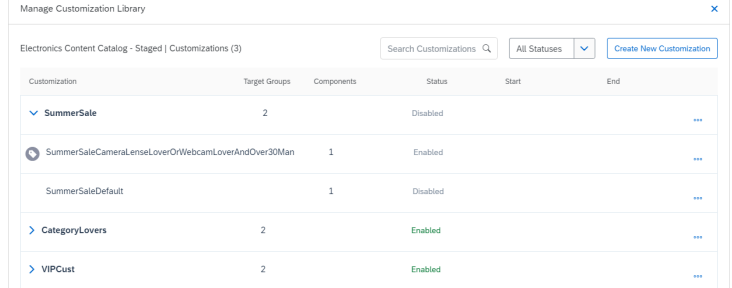 Manage Customization Library
Electronics Content Catalog - Staged | Customizations (3)
Search Customizations
All Statuses
Create New Customization
Customization Target Groups Components Status Start End
SummerSale 2 Disabled
SummerSaleCameraLenseLoverOrWebcamLoverAndOver30Man 1 Enabled
SummerSaleDefault 1 Disabled
CategoryLovers 2 Enabled
VIPCust 2 Enabled